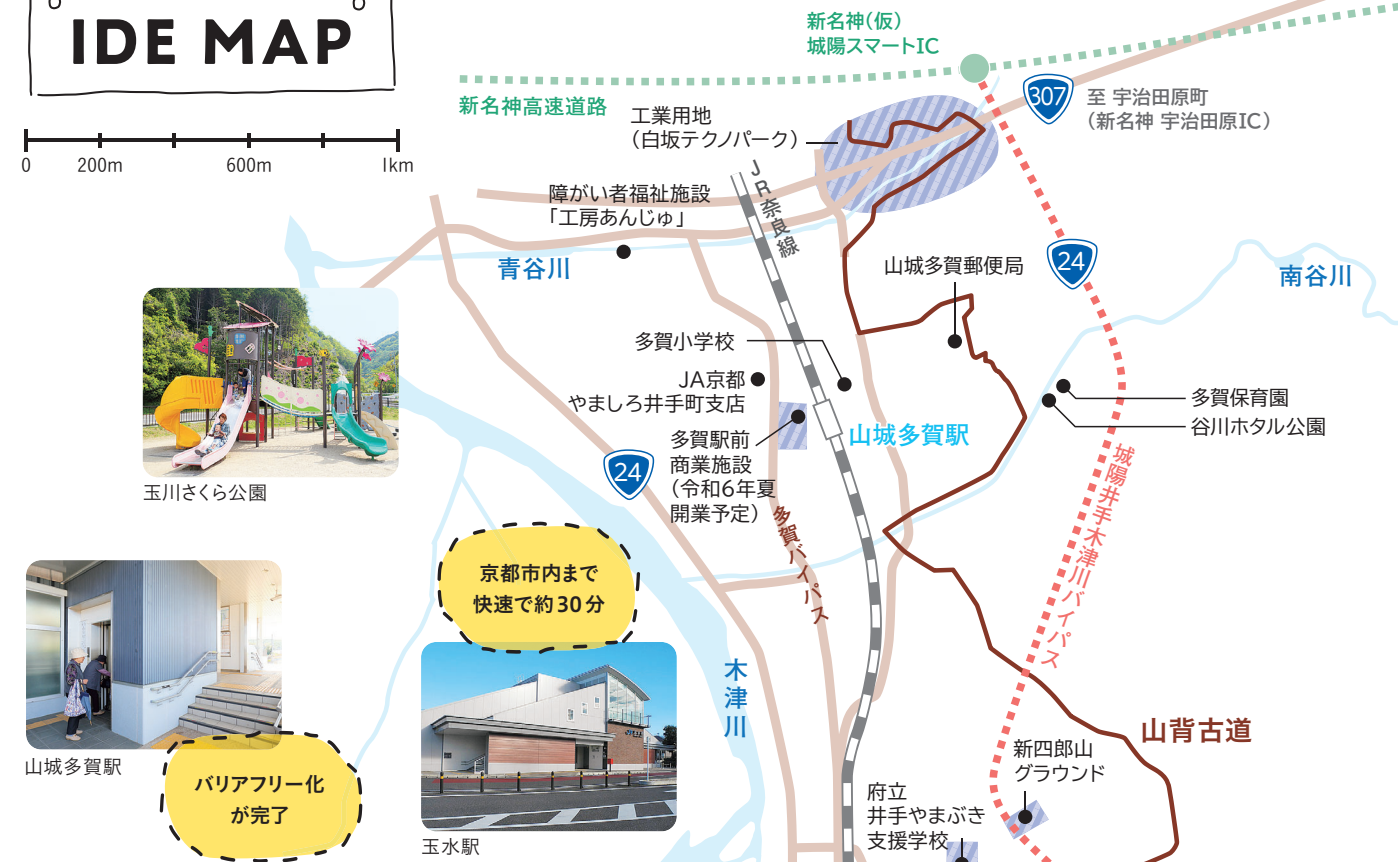 IDE MAP
0
200m
600m
1km
新名神(仮)
城陽スマートIC
新名神高速道路
307
至 宇治田原町
(新名神 宇治田原IC)
工業用地
(白坂テクノパーク)
JR奈良線
障がい者福祉施設
「工房あんじゅ」
青谷川
山城多賀郵便局
24
南谷川
多賀小学校
JA京都
やましろ井手町支店
多賀保育園
谷川ホタル公園
山城多賀駅
多賀駅前
商業施設
(令和6年夏
開業予定)
24
城陽井手木津川バイパス
多賀バイパス
玉川さくら公園
京都市内まで
快速で約30分
木津川
山背古道
新四郎山
グラウンド
山城多賀駅
バリアフリー化
が完了
府立
井手やまぶき
支援学校
玉水駅